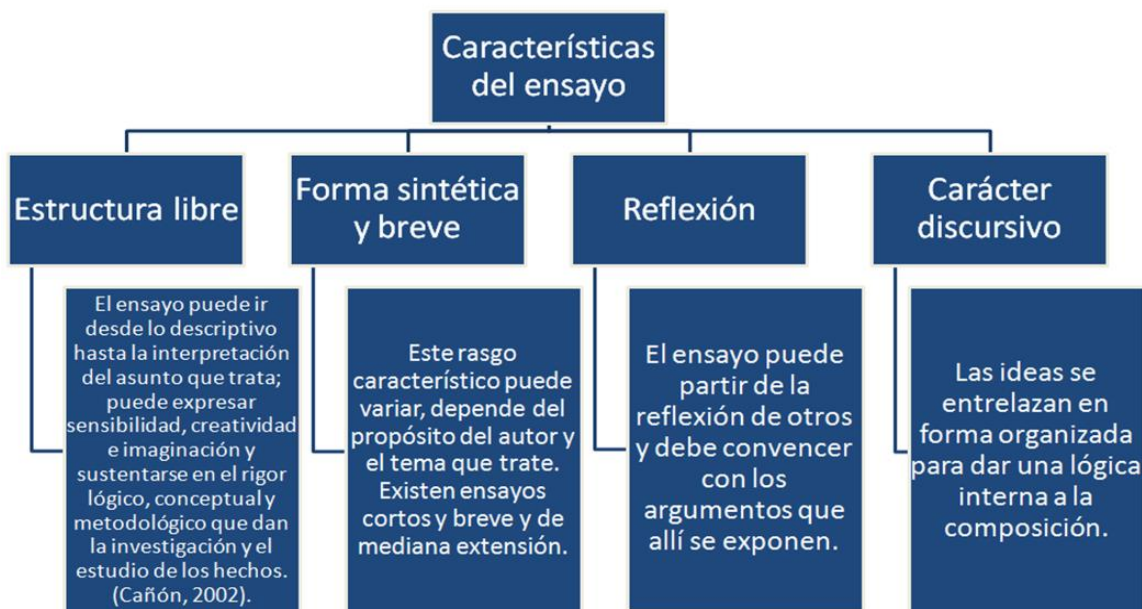 Características
del ensayo
Estructura libre
El ensayo puede ir
desde lo descriptivo
hasta la interpretación
del asunto que trata;
puede expresar
sensibilidad, creatividad
e imaginación y
sustentarse en el rigor
lógico, conceptual y
metodológico que dan
la investigación y el
estudio de los hechos.
(Cañón, 2002).
Forma sintética
y breve
Este rasgo
característico puede
variar, depende del
propósito del autor y
el tema que trate.
Existen ensayos
cortos y breve y de
mediana extensión.
Reflexión
El ensayo puede
partir de la
reflexión de otros
y debe convencer
con los
argumentos que
allí se exponen.
Carácter
discursivo
Las ideas se
entrelazan en
forma organizada
para dar una lógica
interna a la
composición.